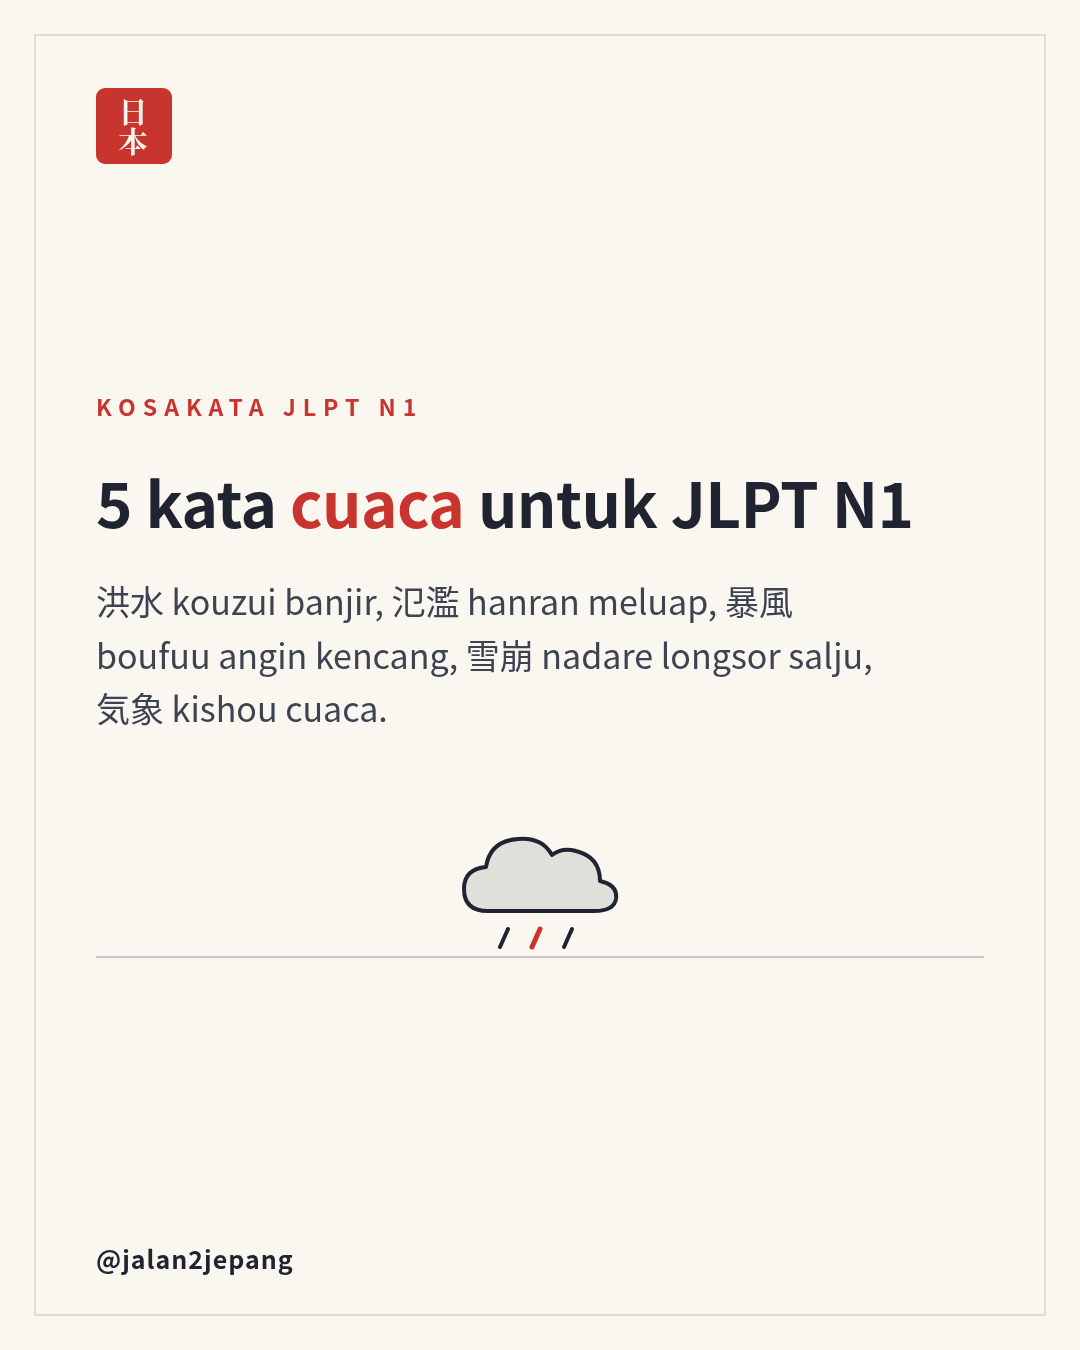 日
本
KOSAKATA JLPT N1
5 kata cuaca untuk JLPT N1
洪水 kouzui banjir, 氾濫 hanran meluap, 暴風
boufuu angin kencang, 雪崩 nadare longsor salju,
気象 kishou cuaca.
@jalan2jepang